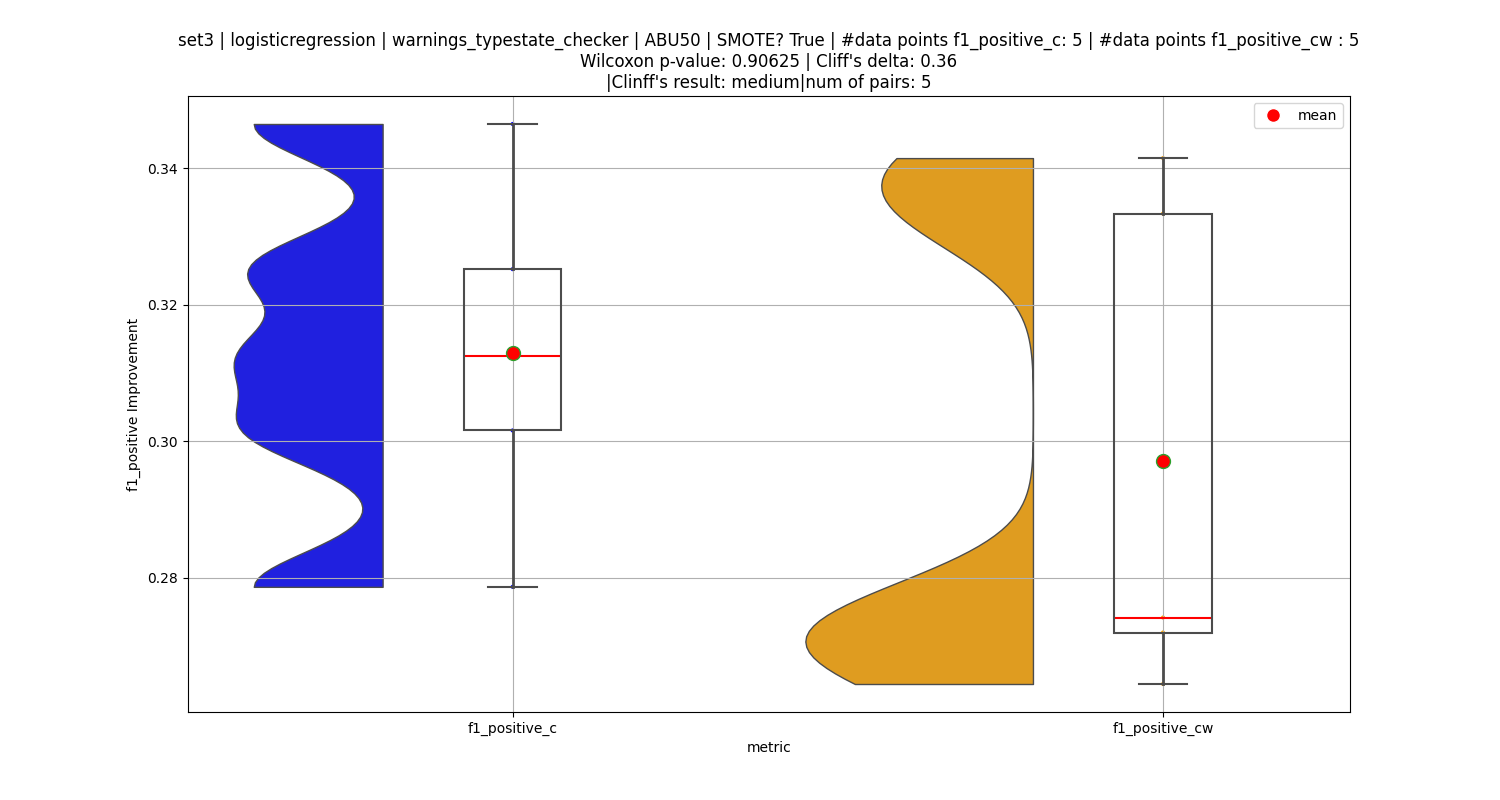 set3 | logisticregression | warnings_typestate_checker | ABU50 | SMOTE? True | #data points f1_positive_c: 5 | #data points f1_positive_cw : 5
Wilcoxon p-value: 0.90625 | Cliff's delta: 0.36
|Clinff's result: medium|num of pairs: 5
mean
0.34
0.32
0.30
0.28
f1_positive Improvement
f1_positive_c
f1_positive_cw
metric